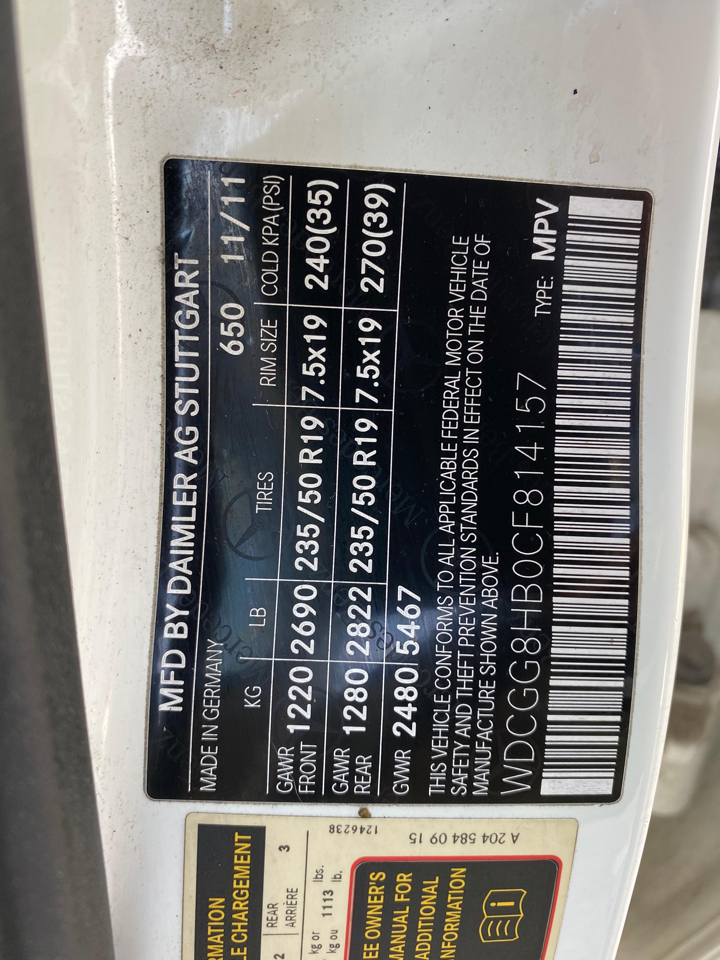 MFD BY DAIMLER AG STUTTGART
MADE IN GERMANY 650 11/11
KG LB TIRES RIM SIZE COLD KPA (PSI)
GAWR FRONT 1220 2690 235/50 R19 7.5x19 240(35)
GAWR REAR 1280 2822 235/50 R19 7.5x19 270(39)
GVWR 2480 5467
THIS VEHICLE CONFORMS TO ALL APPLICABLE FEDERAL MOTOR VEHICLE
SAFETY AND THEFT PREVENTION STANDARDS IN EFFECT ON THE DATE OF
MANUFACTURE SHOWN ABOVE.
WDCGG8HB0CF814157 TYPE: MPV
LE CHARGEMENT
2 REAR 3
ARRIÈRE
kg or lbs.
kg ou 1113 lb.
1246238
A 204 584 09 15
OWNER'S
MANUAL FOR
ADDITIONAL